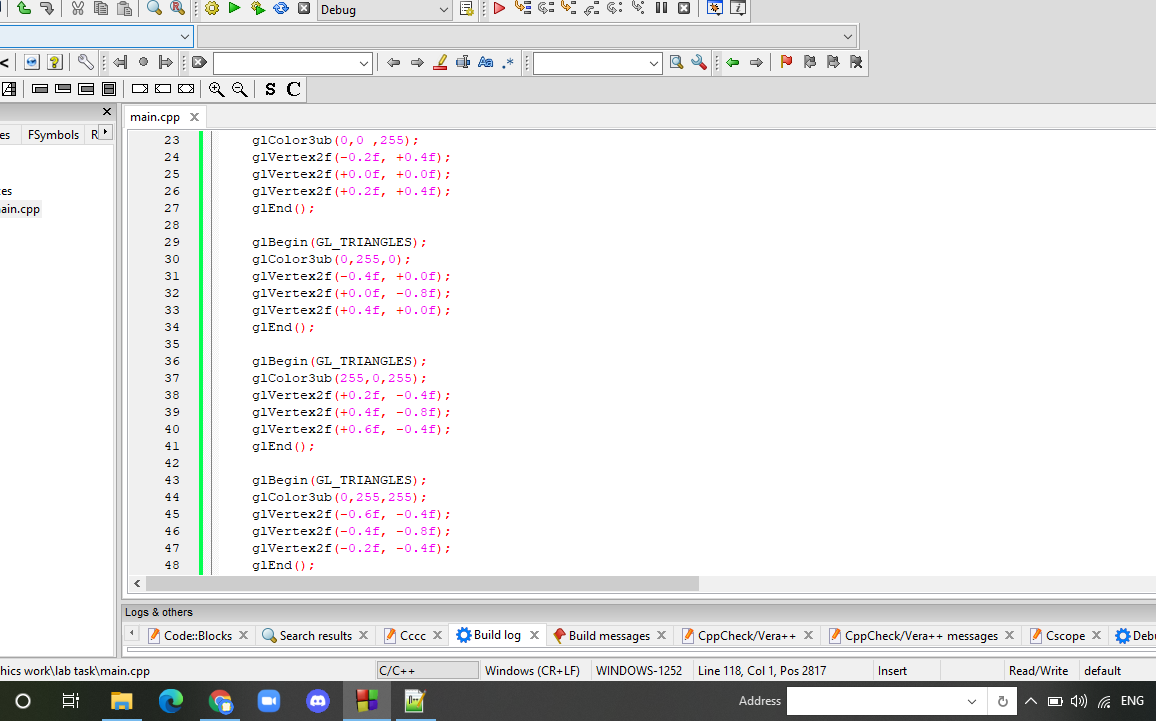 Debug
es
FSymbols
R
main.cpp
ces
ain.cpp
23 glColor3ub(0,0 ,255);
24 glVertex2f(-0.2f, +0.4f);
25 glVertex2f(+0.0f, +0.0f);
26 glVertex2f(+0.2f, +0.4f);
27 glEnd();
28
29 glBegin(GL_TRIANGLES);
30 glColor3ub(0,255,0);
31 glVertex2f(-0.4f, +0.0f);
32 glVertex2f(+0.0f, -0.8f);
33 glVertex2f(+0.4f, +0.0f);
34 glEnd();
35
36 glBegin(GL_TRIANGLES);
37 glColor3ub(255,0,255);
38 glVertex2f(+0.2f, -0.4f);
39 glVertex2f(+0.4f, -0.8f);
40 glVertex2f(+0.6f, -0.4f);
41 glEnd();
42
43 glBegin(GL_TRIANGLES);
44 glColor3ub(0,255,255);
45 glVertex2f(-0.6f, -0.4f);
46 glVertex2f(-0.4f, -0.8f);
47 glVertex2f(-0.2f, -0.4f);
48 glEnd();
Logs & others
Code::Blocks Search results Cccc Build log Build messages CppCheck/Vera++ CppCheck/Vera++ messages Cscope Debu
hics work\lab task\main.cpp C/C++ Windows (CR+LF) WINDOWS-1252 Line 118, Col 1, Pos 2817 Insert Read/Write default
Address ENG